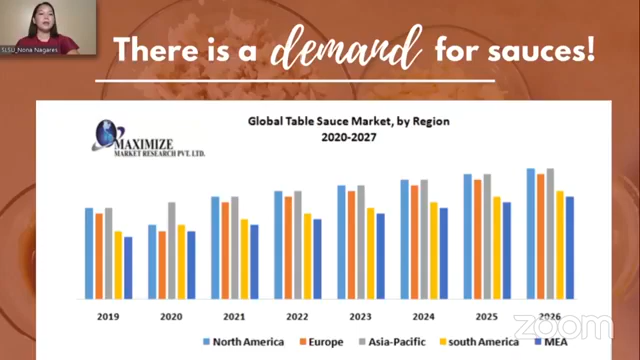 SLSU_Nona Nagares
There is a demand for sauces!
MAXIMIZE
MARKET RESEARCH PVT. LTD.
Global Table Sauce Market, by Region
2020-2027
2019 2020 2021 2022 2023 2024 2025 2026
North America Europe Asia-Pacific south America MEA
zoom